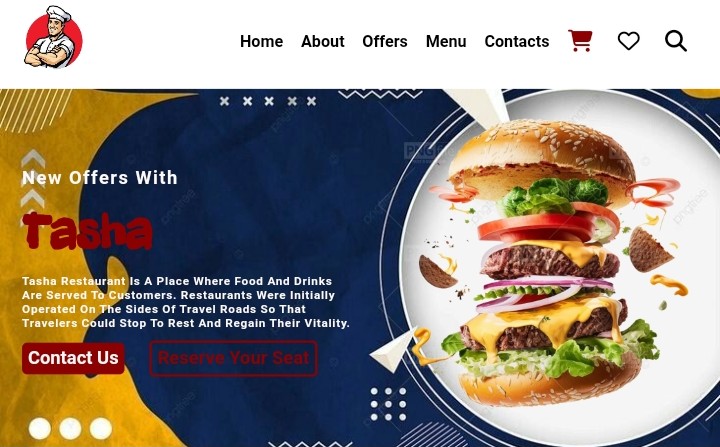 Home About Offers Menu Contacts
New Offers With
Tasha
Tasha Restaurant Is A Place Where Food And Drinks
Are Served To Customers. Restaurants Were Initially
Operated On The Sides Of Travel Roads So That
Travelers Could Stop To Rest And Regain Their Vitality.
Contact Us
Reserve Your Seat